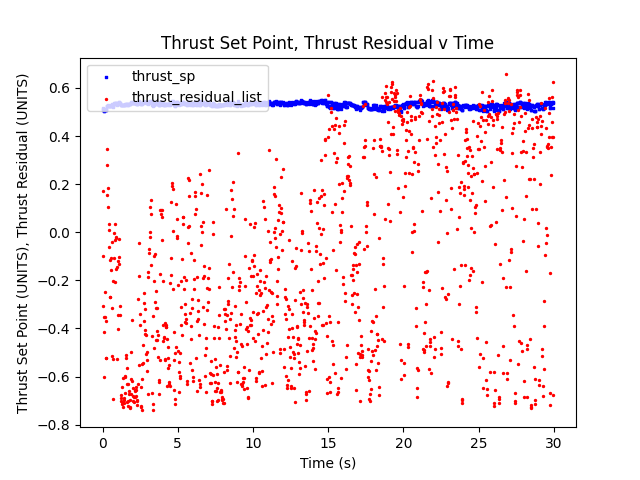 Thrust Set Point, Thrust Residual v Time
thrust_sp
thrust_residual_list
Thrust Set Point (UNITS), Thrust Residual (UNITS)
0.6
0.4
0.2
0.0
−0.2
−0.4
−0.6
−0.8
0 5 10 15 20 25 30
Time (s)